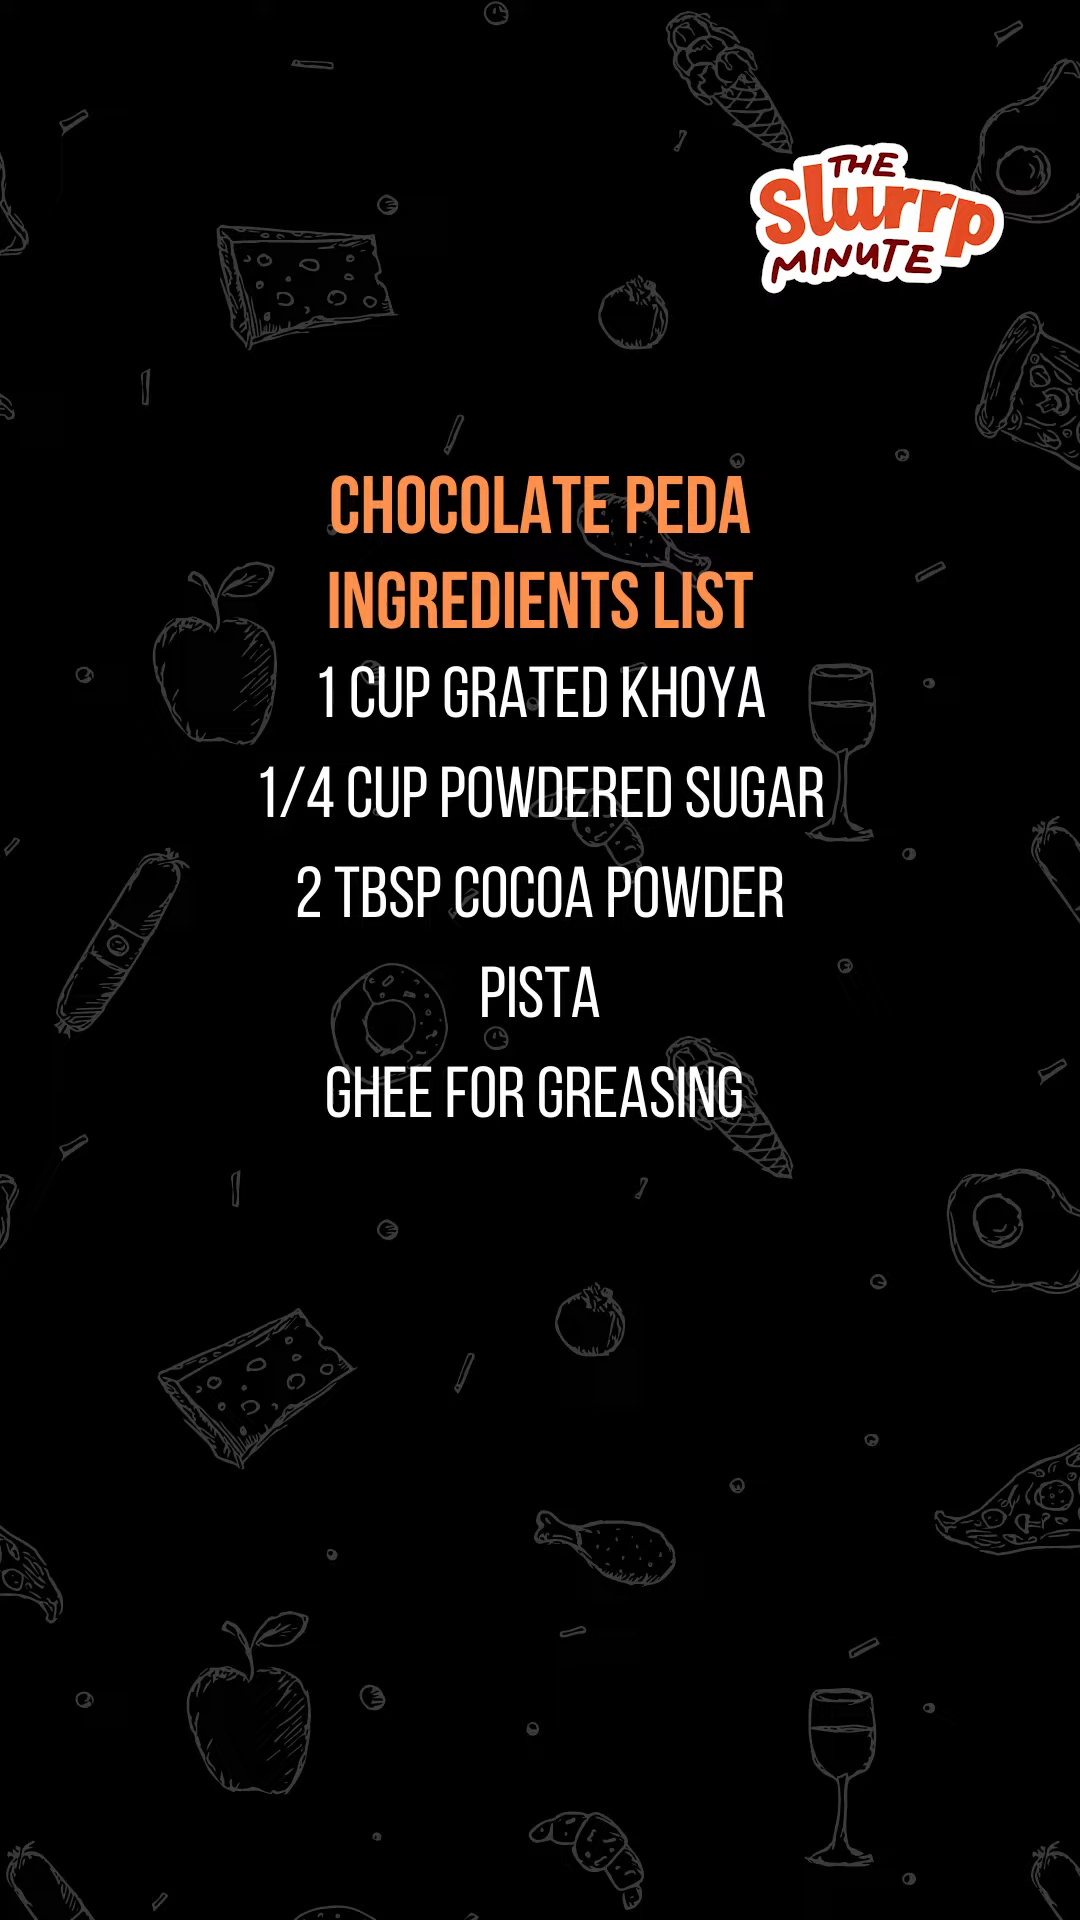 THE
Slurrp
MINUTE
CHOCOLATE PEDA
INGREDIENTS LIST
1 CUP GRATED KHOYA
1/4 CUP POWDERED SUGAR
2 TBSP COCOA POWDER
PISTA
GHEE FOR GREASING